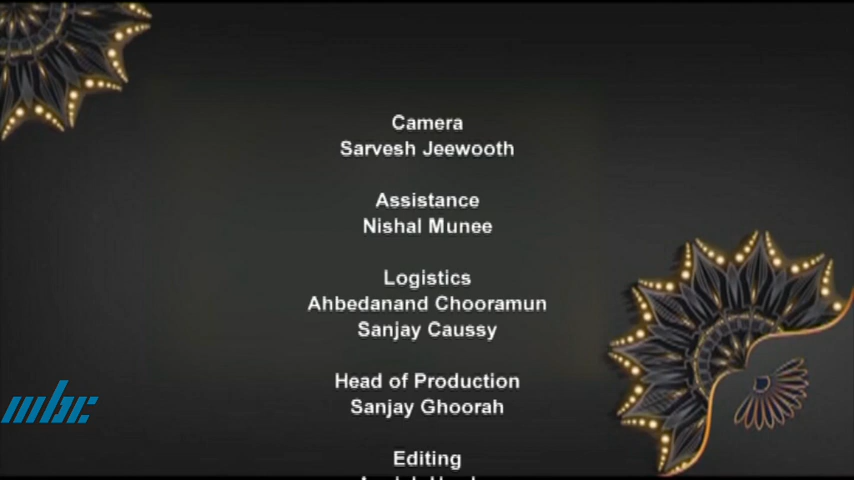 Camera
Sarvesh Jeewooth
Assistance
Nishal Munee
Logistics
Ahbedanand Chooramun
Sanjay Caussy
Head of Production
Sanjay Ghoorah
mbc
Editing